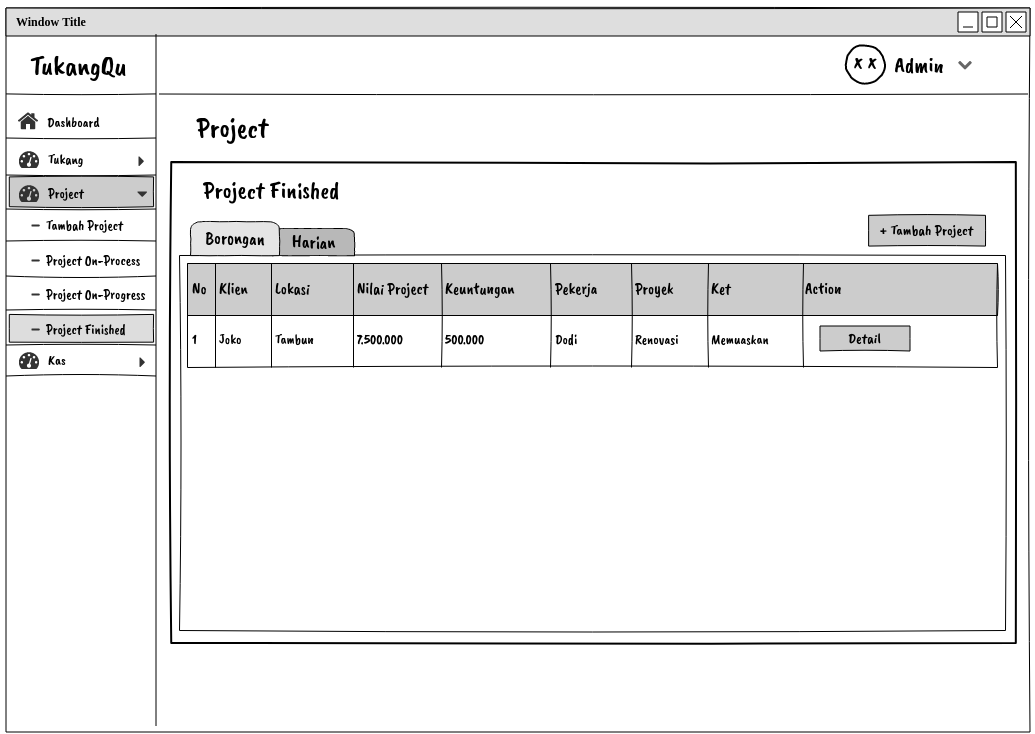 Window Title
TukangQu
Admin
Dashboard
Tukang
Project
– Tambah Project
– Project On-Process
– Project On-Progress
– Project Finished
Kas
Project
Project Finished
Borongan Harian
+ Tambah Project
No Klien Lokasi Nilai Project Keuntungan Pekerja Proyek Ket Action
1 Joko Tambun 7.500.000 500.000 Dodi Renovasi Memuaskan Detail